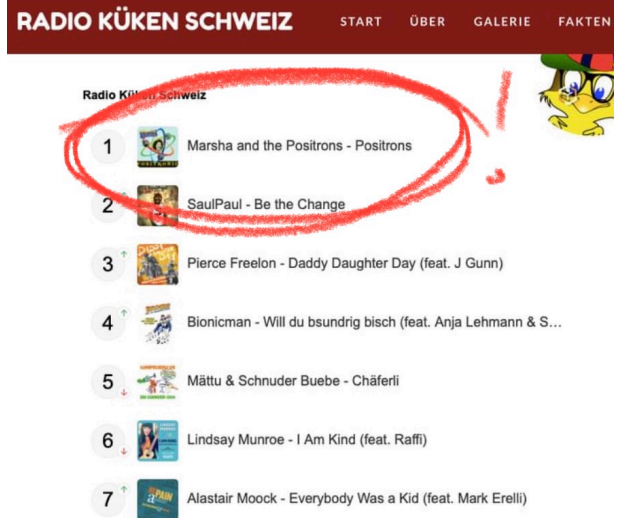 RADIO KÜKEN SCHWEIZ
START ÜBER GALERIE FAKTEN
Radio Küken Schweiz
1 Marsha and the Positrons - Positrons
2 SaulPaul - Be the Change
3 Pierce Freelon - Daddy Daughter Day (feat. J Gunn)
4 Bionicman - Will du bsundrig bisch (feat. Anja Lehmann & S...
5 Mättu & Schnuder Buebe - Chäferli
6 Lindsay Munroe - I Am Kind (feat. Raffi)
7 Alastair Moock - Everybody Was a Kid (feat. Mark Erelli)